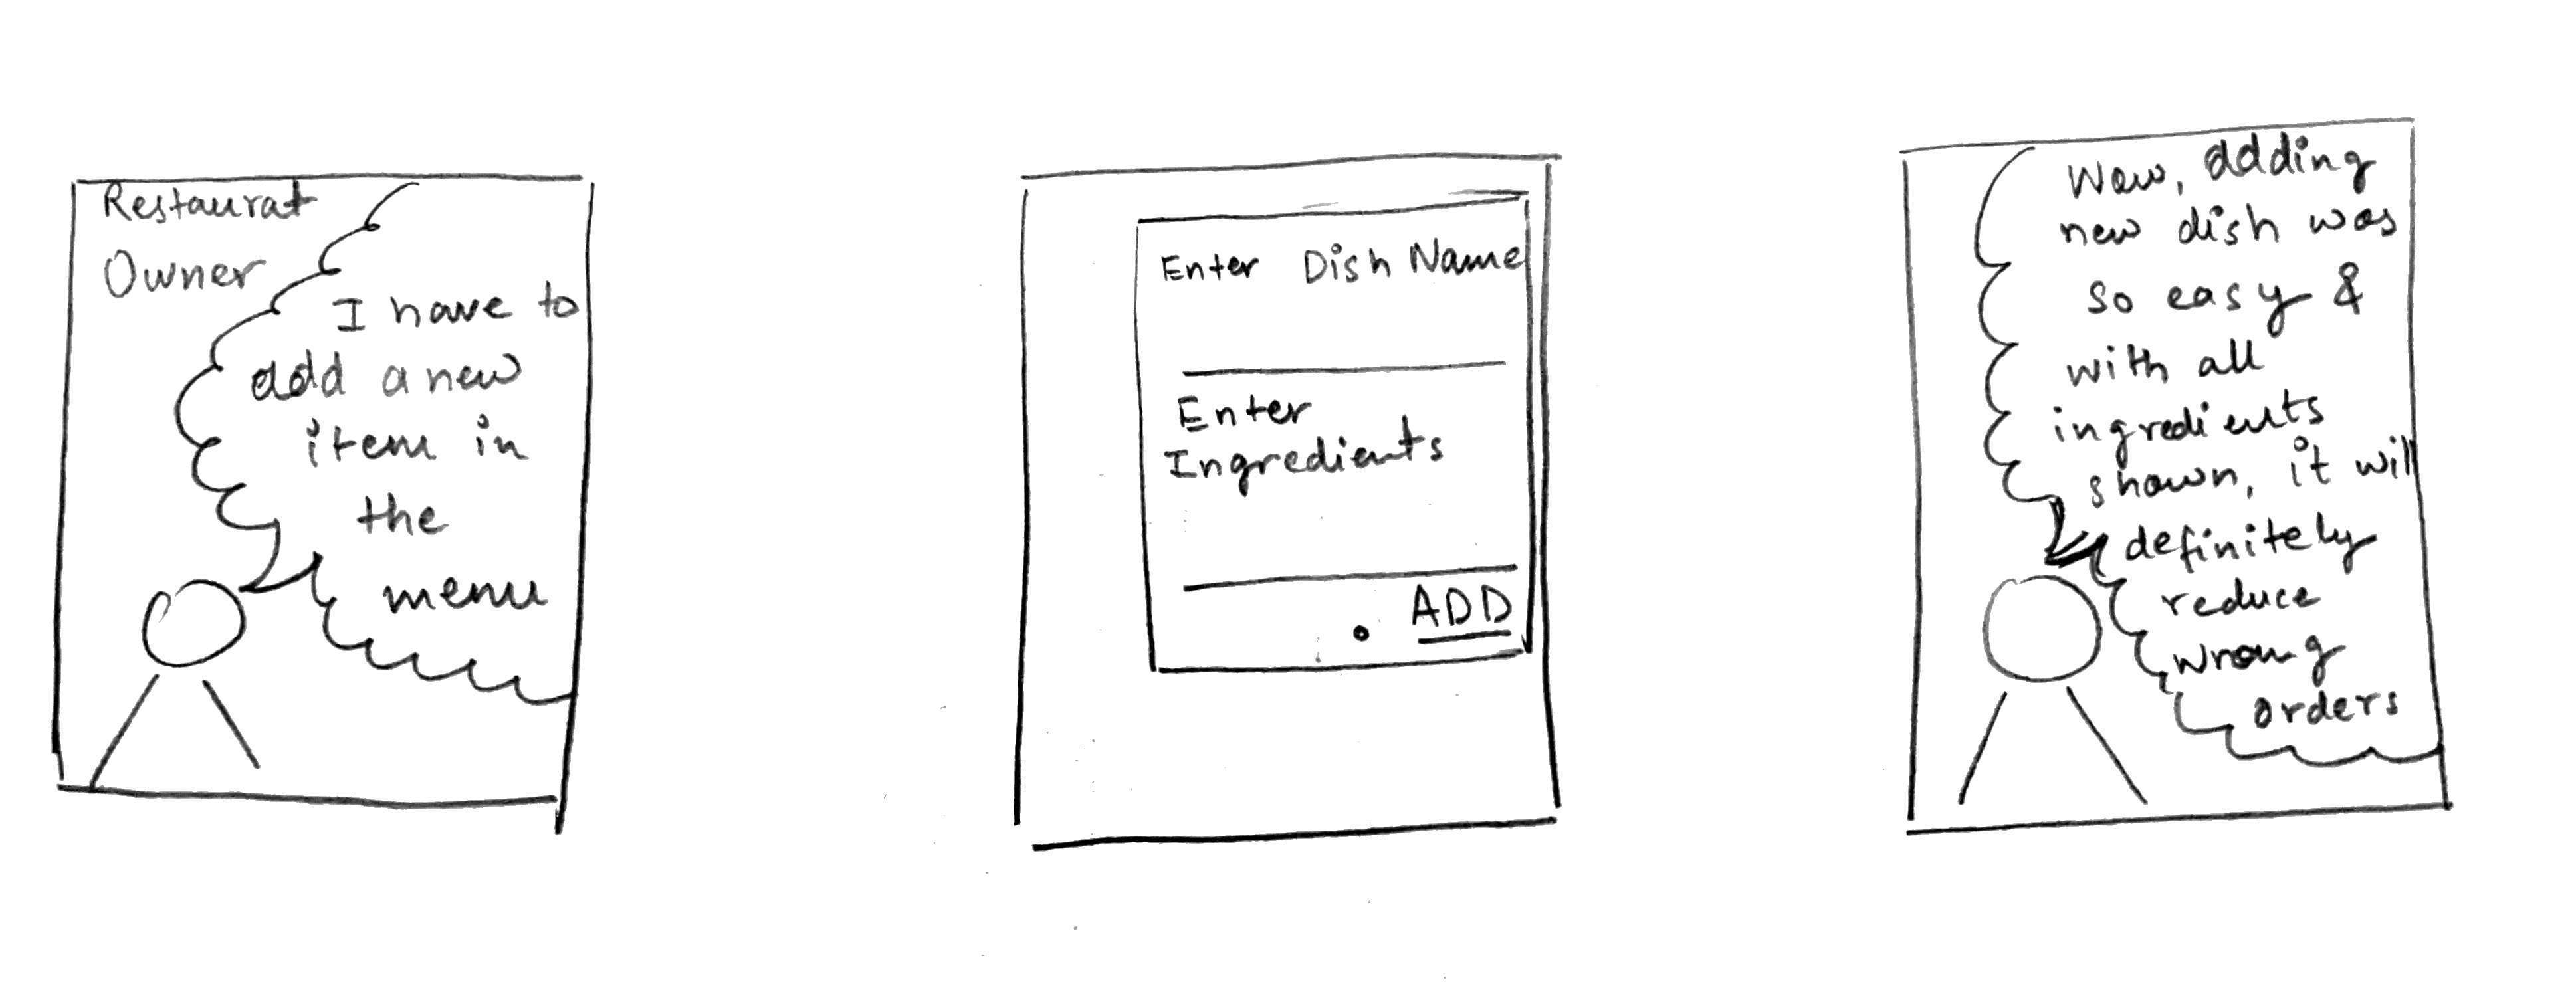 Restaurat
Owner
I have to
add a new
item in
the
menu
Enter Dish Name
Enter
Ingredients
ADD
Wow, adding
new dish was
so easy &
with all
ingredients
shown, it will
definitely
reduce
wrong
orders